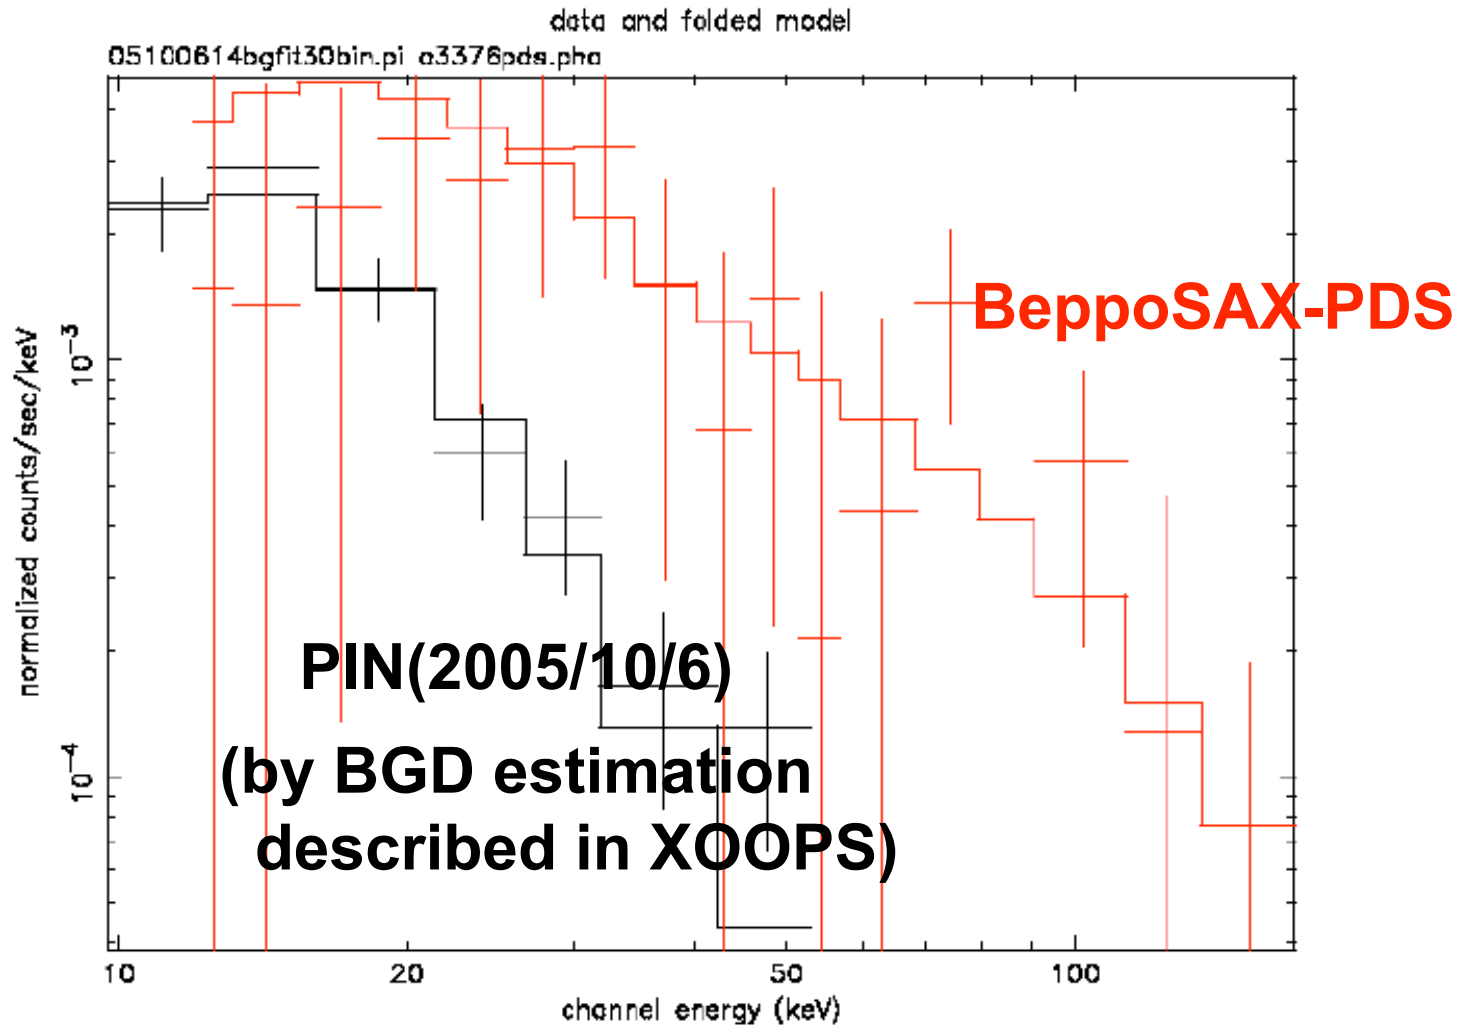 data and folded model
05100614bgfit30bin.pi a3376pds.pha
BeppoSAX-PDS
normalized counts/sec/keV
10⁻³
10⁻⁴
PIN(2005/10/6)
(by BGD estimation
described in XOOPS)
10 20 50 100
channel energy (keV)